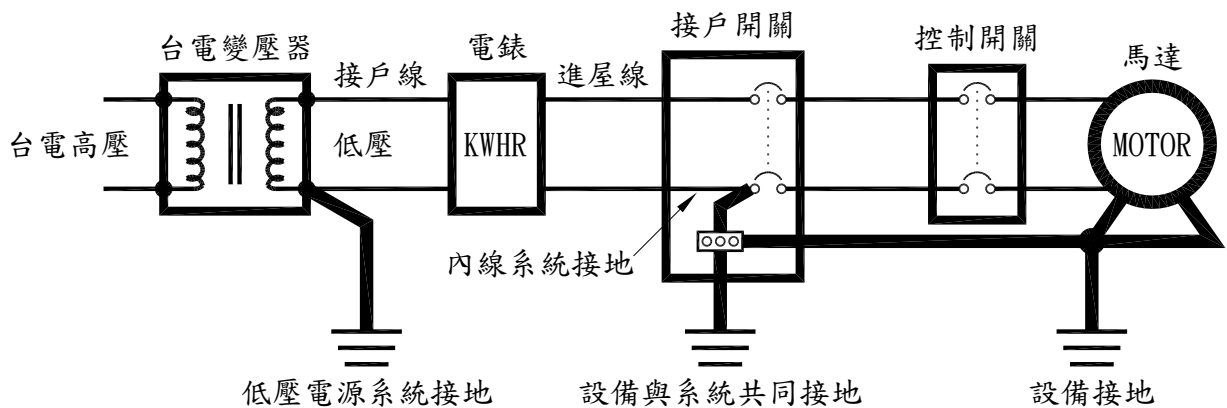 台電變壓器
電錶
接戶開關
控制開關
馬達
接戶線
進屋線
台電高壓
低壓
KWHR
MOTOR
內線系統接地
低壓電源系統接地
設備與系統共同接地
設備接地